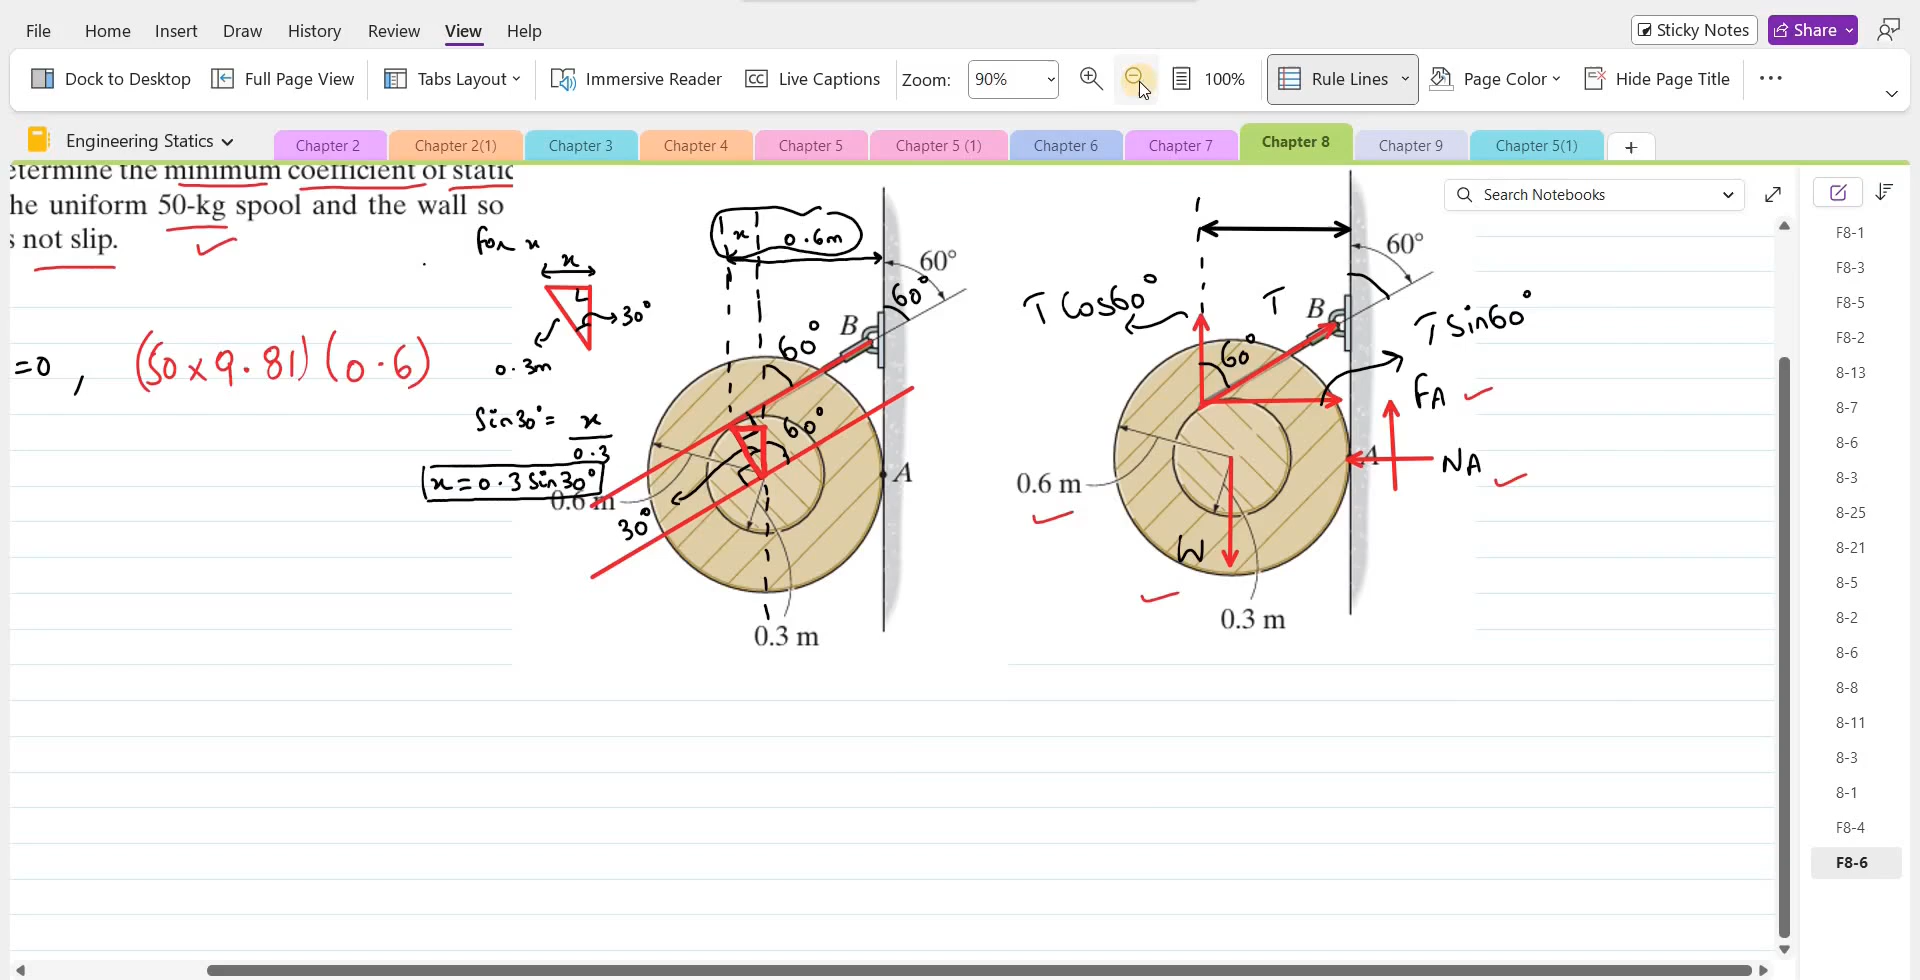 File Home Insert Draw History Review View Help
Sticky Notes Share
Dock to Desktop Full Page View Tabs Layout Immersive Reader Live Captions Zoom: 90% 100% Rule Lines Page Color Hide Page Title
Engineering Statics Chapter 2 Chapter 2(1) Chapter 3 Chapter 4 Chapter 5 Chapter 5 (1) Chapter 6 Chapter 7 Chapter 8 Chapter 9 Chapter 5(1) +
Search Notebooks
etermine the minimum coefficient of static
he uniform 50-kg spool and the wall so
s not slip.
=0 , (50 x 9.81) (0.6)
for x
x
30°
0.3m
Sin30° = x / 0.3
x = 0.3 Sin30°
x 0.6m
60°
60°
B
60°
60°
A
0.6 m
30°
0.3 m
60°
T Cos60°
T
B
T Sin60°
60°
FA
A
NA
0.6 m
W
0.3 m
F8-1
F8-3
F8-5
F8-2
8-13
8-7
8-6
8-3
8-25
8-21
8-5
8-2
8-6
8-8
8-11
8-3
8-1
F8-4
F8-6